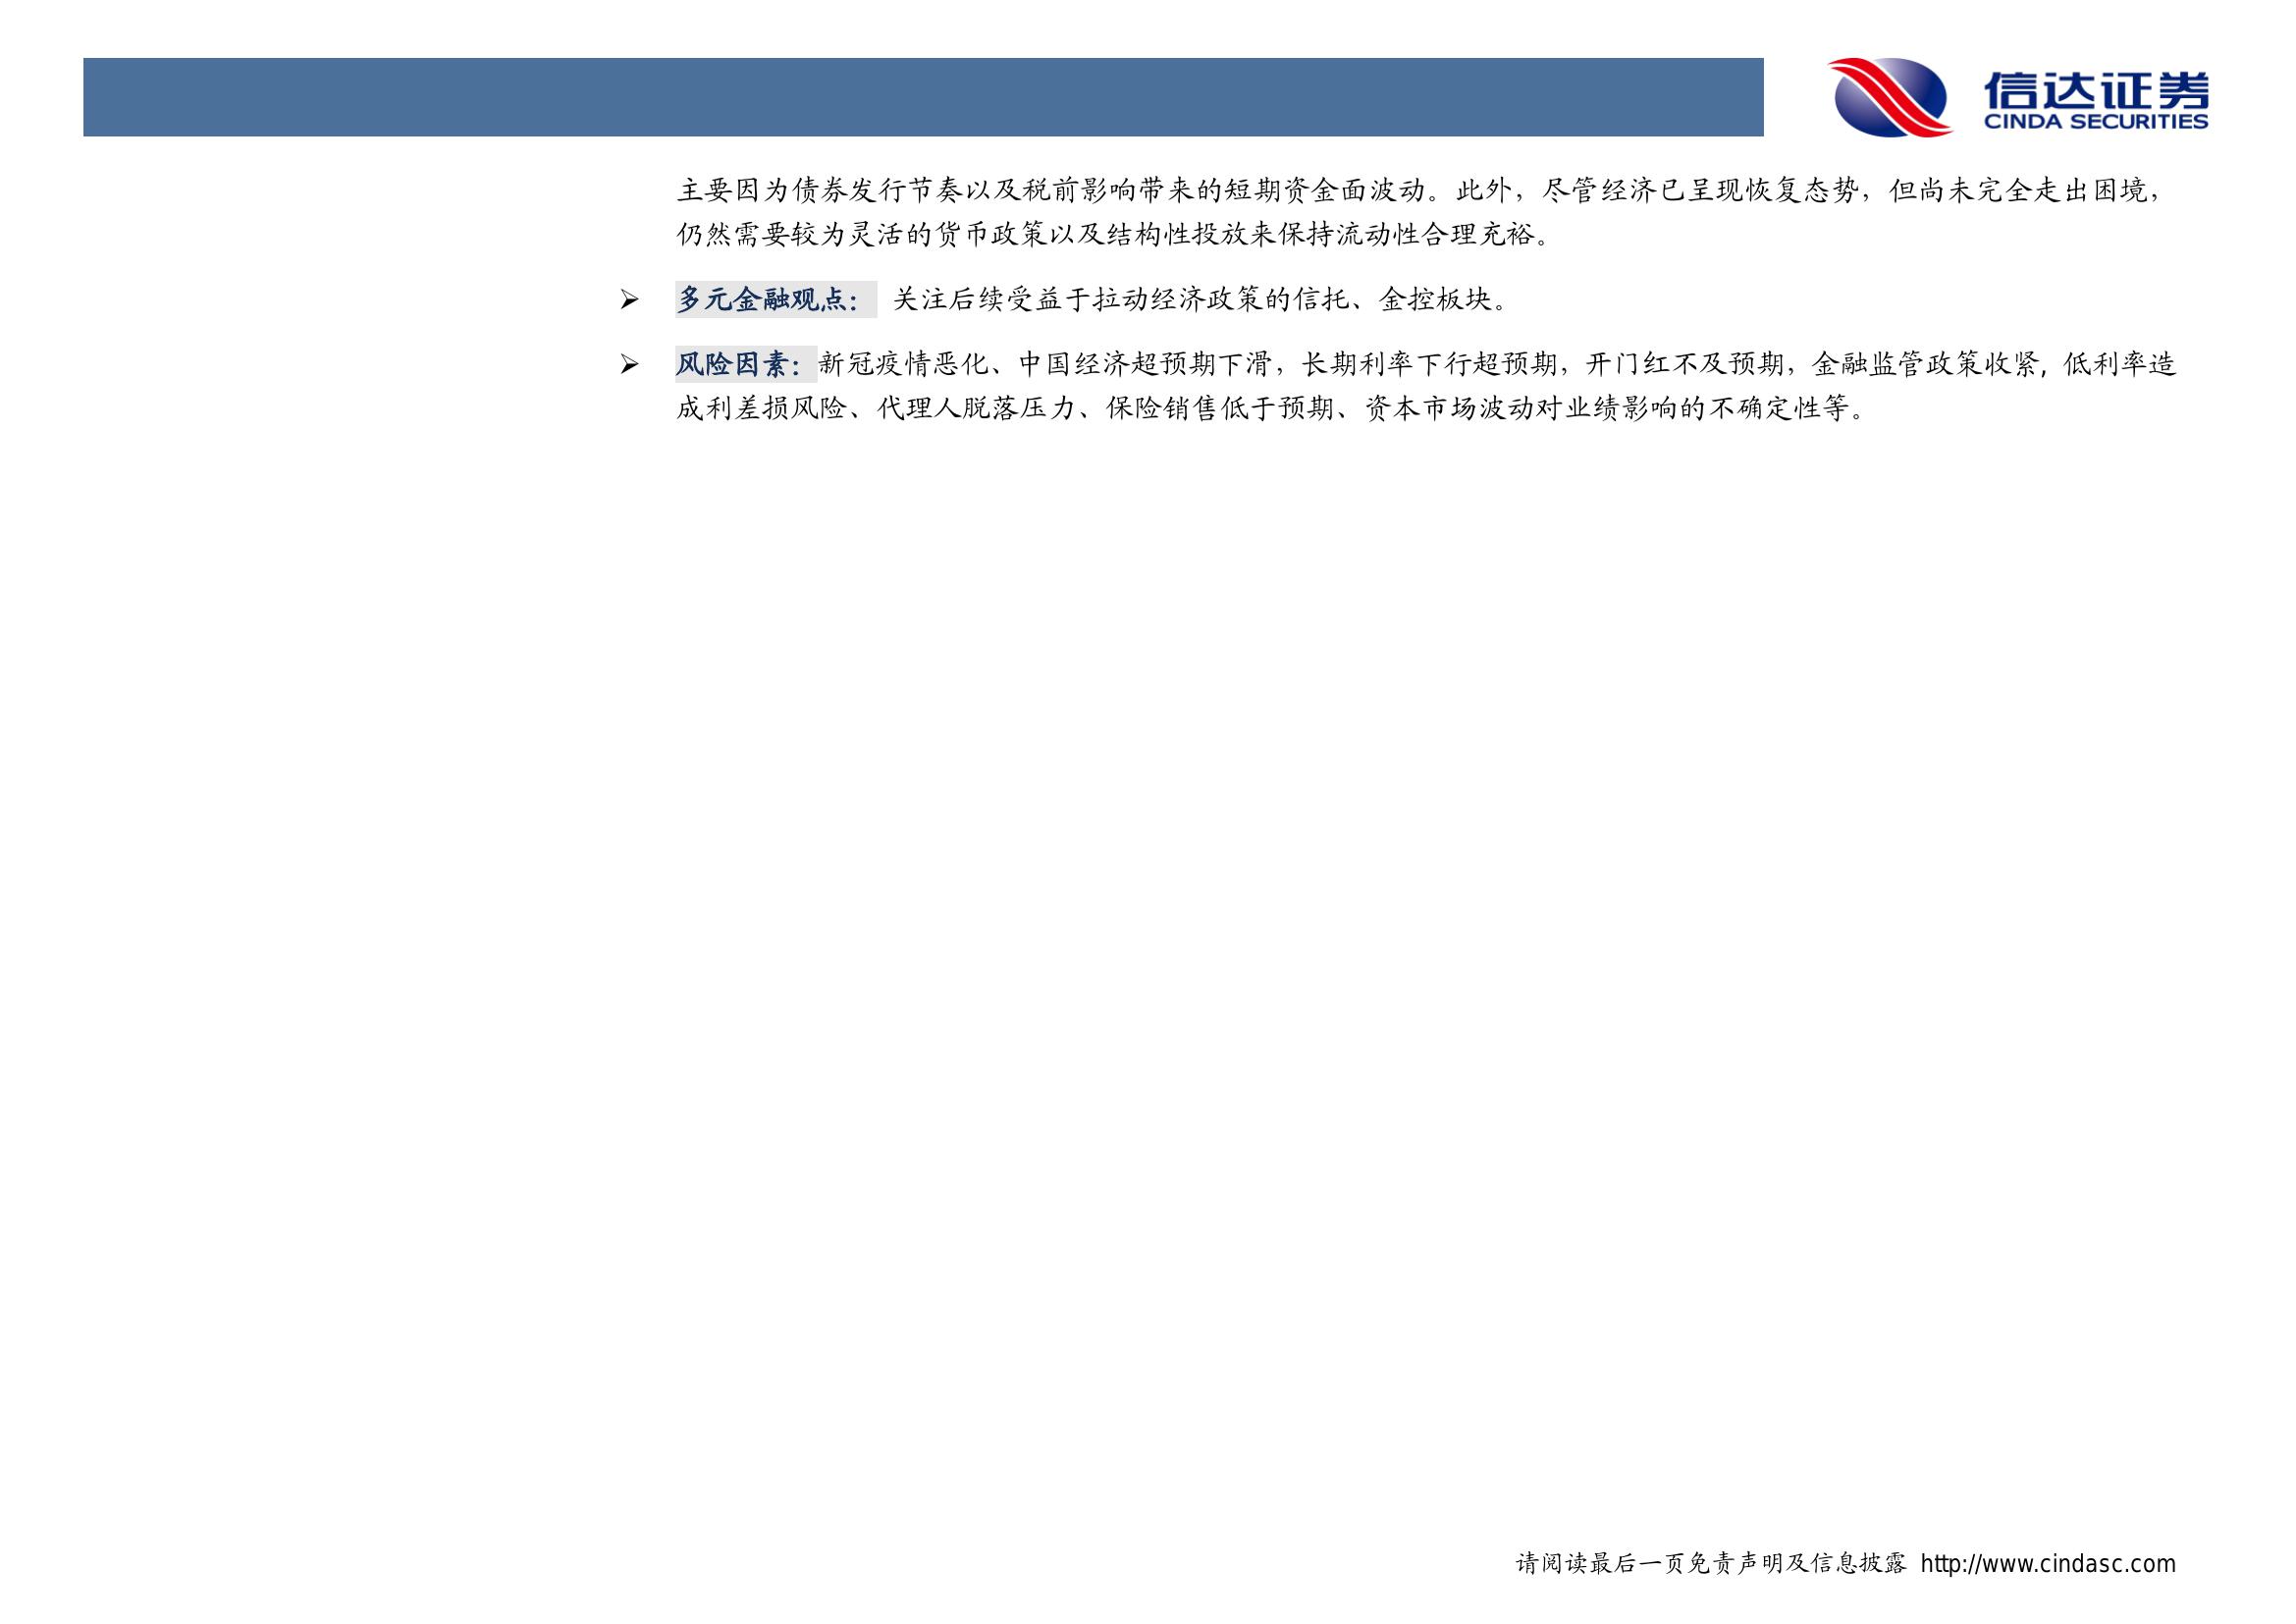 信达证券
CINDA SECURITIES
主要因为债券发行节奏以及税前影响带来的短期资金面波动。此外，尽管经济已呈现恢复态势，但尚未完全走出困境，
仍然需要较为灵活的货币政策以及结构性投放来保持流动性合理充裕。
➢ 多元金融观点： 关注后续受益于拉动经济政策的信托、金控板块。
➢ 风险因素：新冠疫情恶化、中国经济超预期下滑，长期利率下行超预期，开门红不及预期，金融监管政策收紧, 低利率造
成利差损风险、代理人脱落压力、保险销售低于预期、资本市场波动对业绩影响的不确定性等。
请阅读最后一页免责声明及信息披露 http://www.cindasc.com